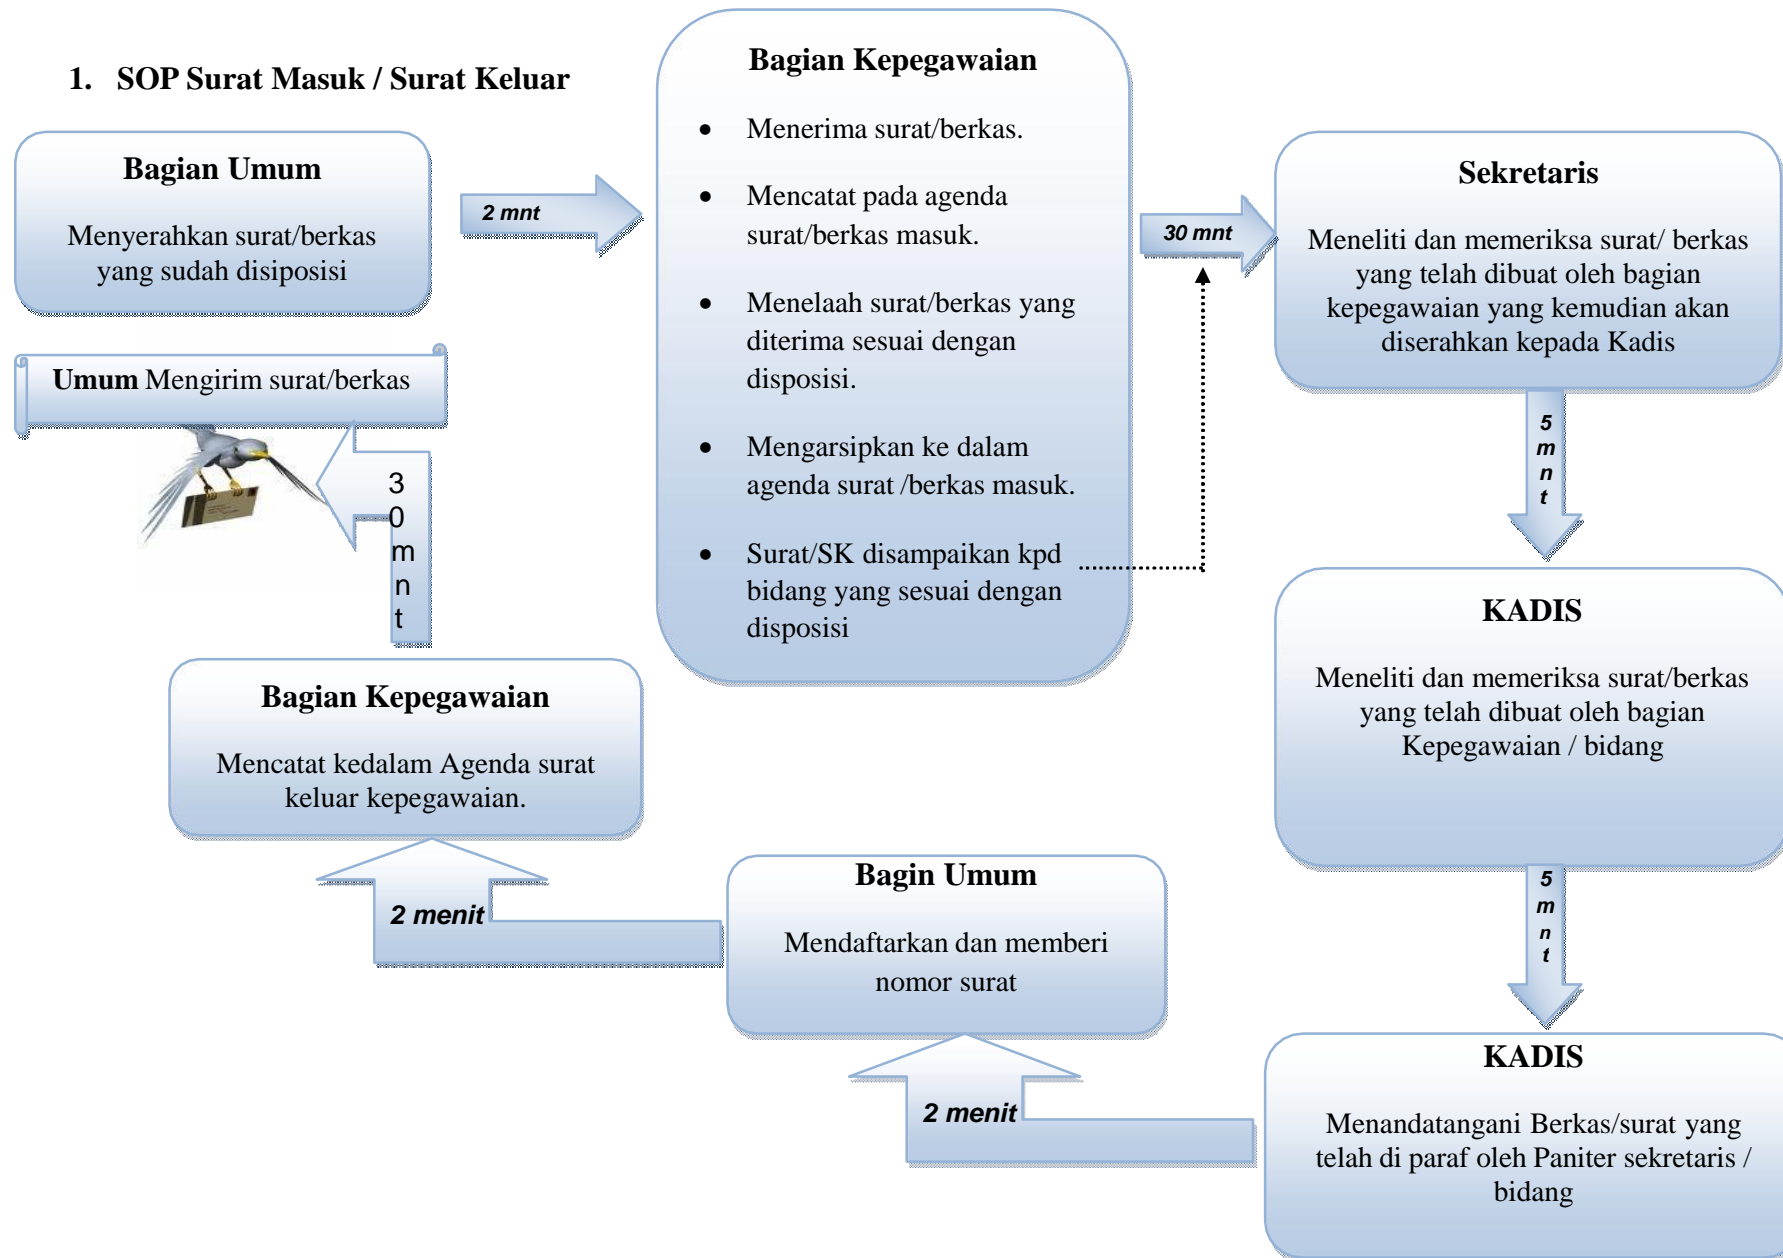 1. SOP Surat Masuk / Surat Keluar
Bagian Umum
Menyerahkan surat/berkas
yang sudah disiposisi
2 mnt
Bagian Kepegawaian
• Menerima surat/berkas.
• Mencatat pada agenda
surat/berkas masuk.
• Menelaah surat/berkas yang
diterima sesuai dengan
disposisi.
• Mengarsipkan ke dalam
agenda surat /berkas masuk.
• Surat/SK disampaikan kpd
bidang yang sesuai dengan
disposisi
30 mnt
Sekretaris
Meneliti dan memeriksa surat/ berkas
yang telah dibuat oleh bagian
kepegawaian yang kemudian akan
diserahkan kepada Kadis
5
m
n
t
KADIS
Meneliti dan memeriksa surat/berkas
yang telah dibuat oleh bagian
Kepegawaian / bidang
5
m
n
t
KADIS
Menandatangani Berkas/surat yang
telah di paraf oleh Paniter sekretaris /
bidang
2 menit
Bagin Umum
Mendaftarkan dan memberi
nomor surat
2 menit
Bagian Kepegawaian
Mencatat kedalam Agenda surat
keluar kepegawaian.
3
0
m
n
t
Umum Mengirim surat/berkas